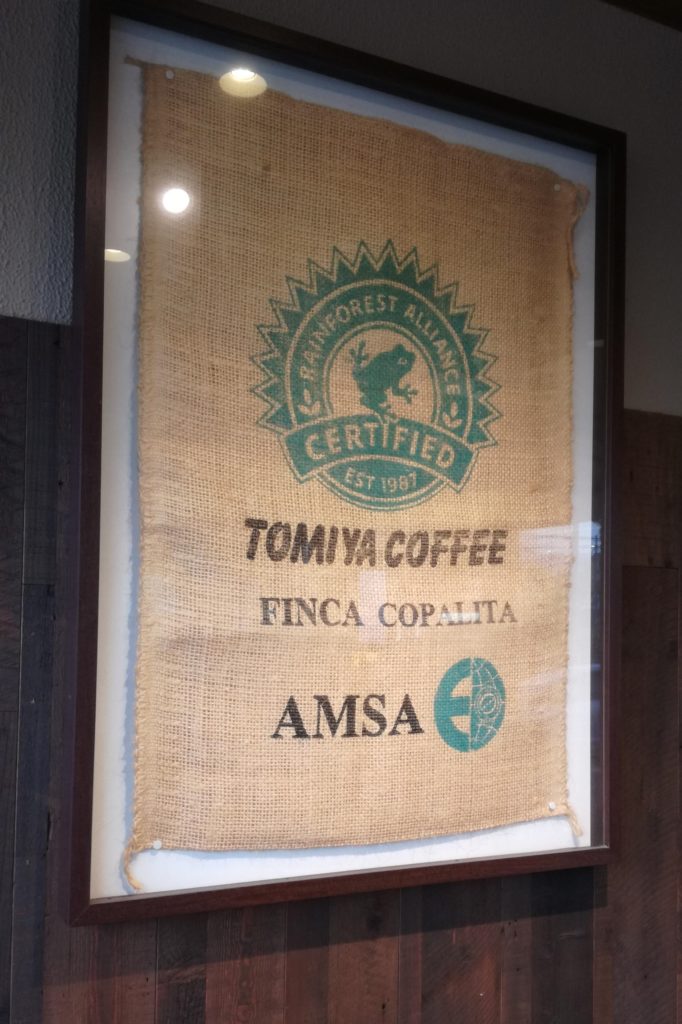 RAINFOREST ALLIANCE
CERTIFIED
EST 1987
TOMIYA COFFEE
FINCA COPALITA
AMSA E